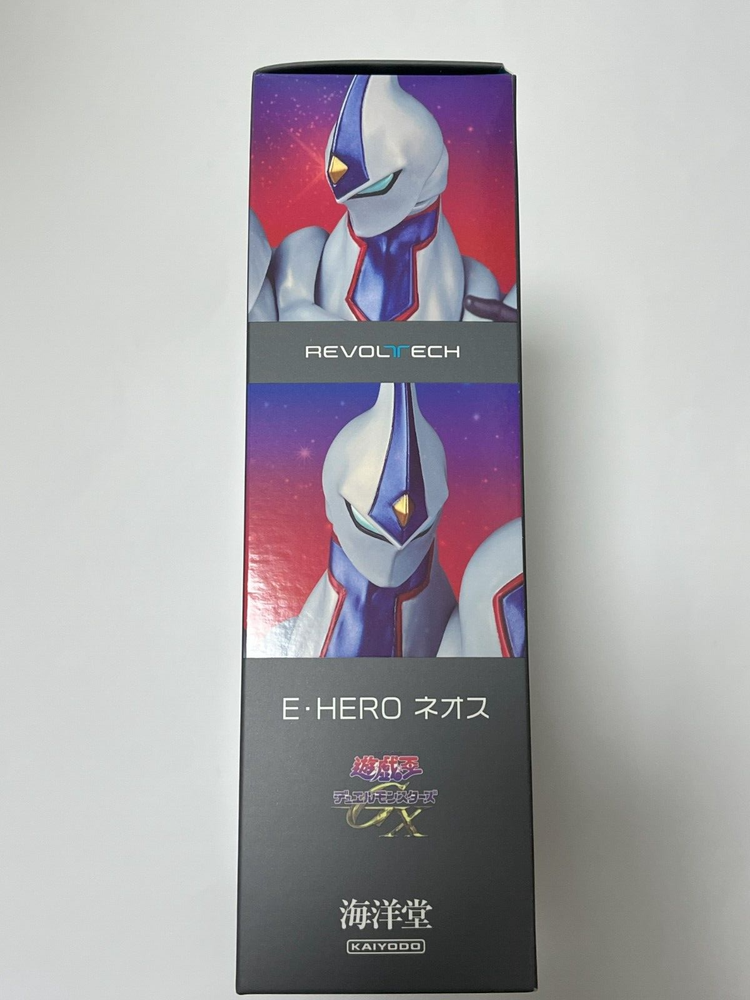 REVOLTECH
E・HERO ネオス
遊戯王
デュエルモンスターズ
GX
海洋堂
KAIYODO